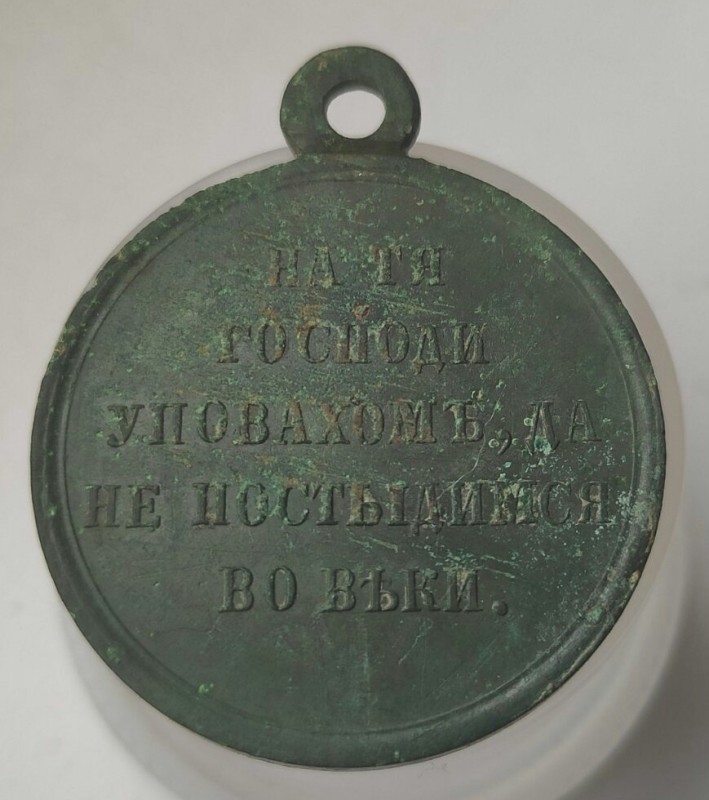 НА ТЯ
ГОСПОДИ
УПОВАХОМЪ, ДА
НЕ ПОСТЫДИМСЯ
ВО ВѢКИ.